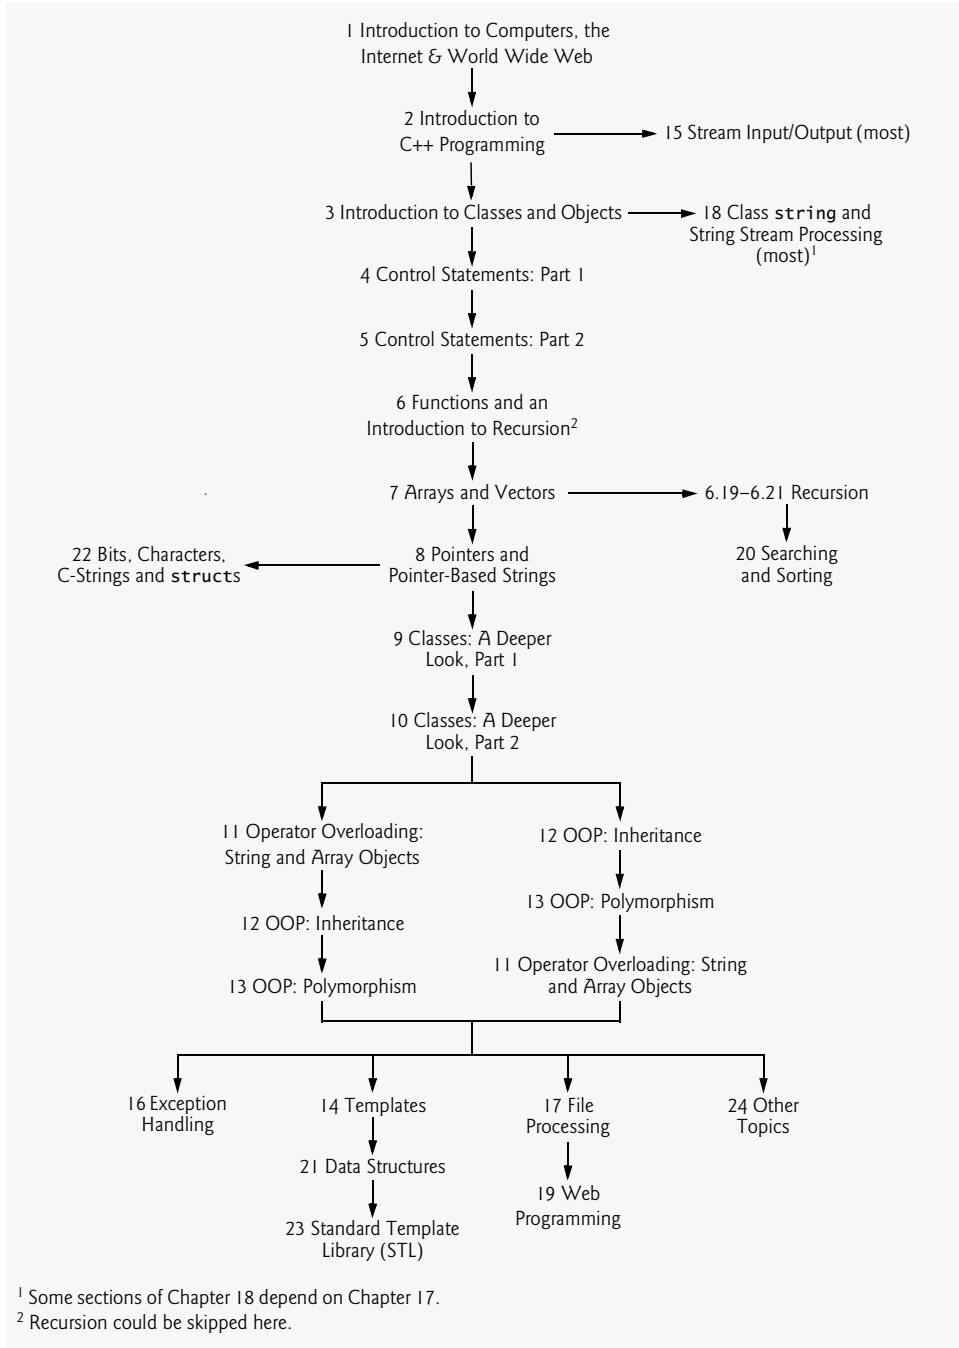 1 Introduction to Computers, the
Internet & World Wide Web
2 Introduction to
C++ Programming
15 Stream Input/Output (most)
3 Introduction to Classes and Objects
18 Class string and
String Stream Processing
(most)1
4 Control Statements: Part 1
5 Control Statements: Part 2
6 Functions and an
Introduction to Recursion2
7 Arrays and Vectors
6.19–6.21 Recursion
22 Bits, Characters,
C-Strings and structs
8 Pointers and
Pointer-Based Strings
20 Searching
and Sorting
9 Classes: A Deeper
Look, Part 1
10 Classes: A Deeper
Look, Part 2
11 Operator Overloading:
String and Array Objects
12 OOP: Inheritance
13 OOP: Polymorphism
12 OOP: Inheritance
13 OOP: Polymorphism
11 Operator Overloading: String
and Array Objects
16 Exception
Handling
14 Templates
21 Data Structures
23 Standard Template
Library (STL)
17 File
Processing
19 Web
Programming
24 Other
Topics
1 Some sections of Chapter 18 depend on Chapter 17.
2 Recursion could be skipped here.